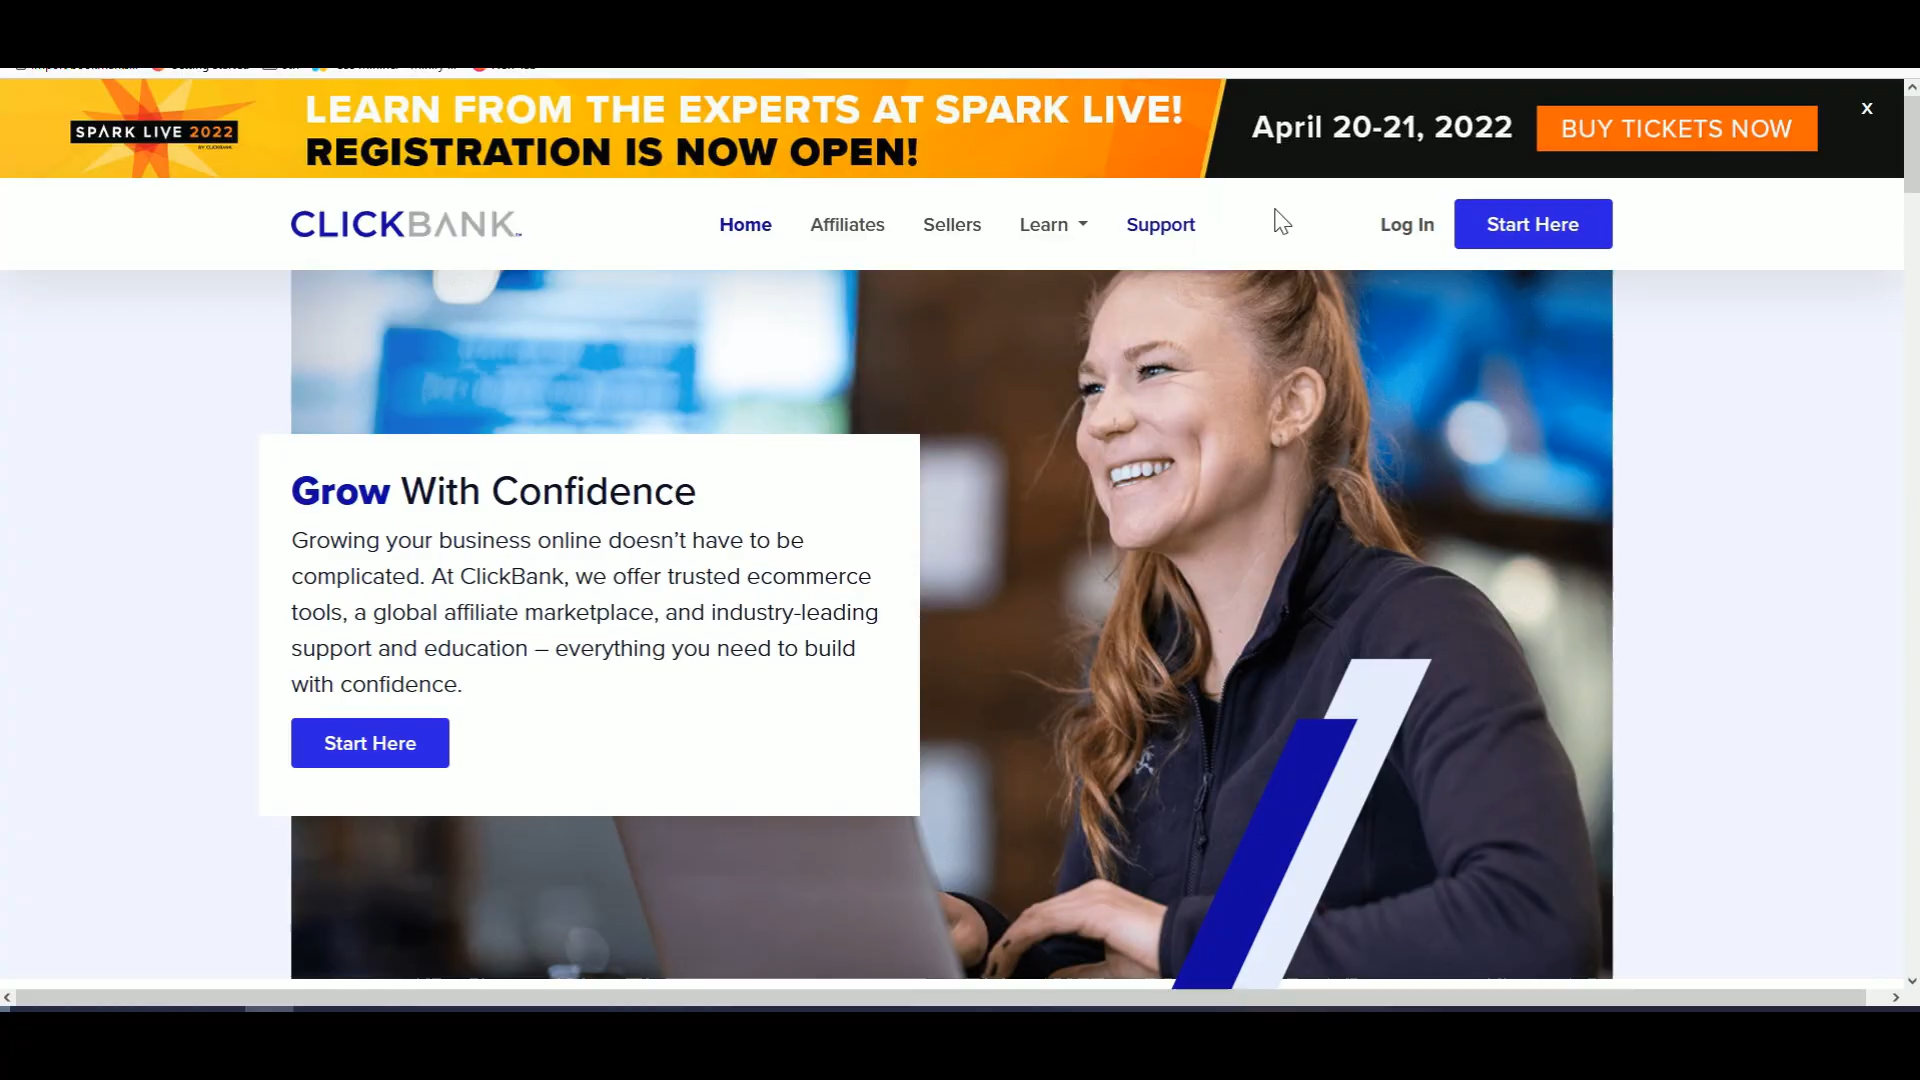 SPARK LIVE 2022
BY CLICKBANK
LEARN FROM THE EXPERTS AT SPARK LIVE!
REGISTRATION IS NOW OPEN!
April 20-21, 2022
BUY TICKETS NOW
X
CLICKBANK
Home
Affiliates
Sellers
Learn
Support
Log In
Start Here
Grow With Confidence
Growing your business online doesn’t have to be
complicated. At ClickBank, we offer trusted ecommerce
tools, a global affiliate marketplace, and industry-leading
support and education – everything you need to build
with confidence.
Start Here